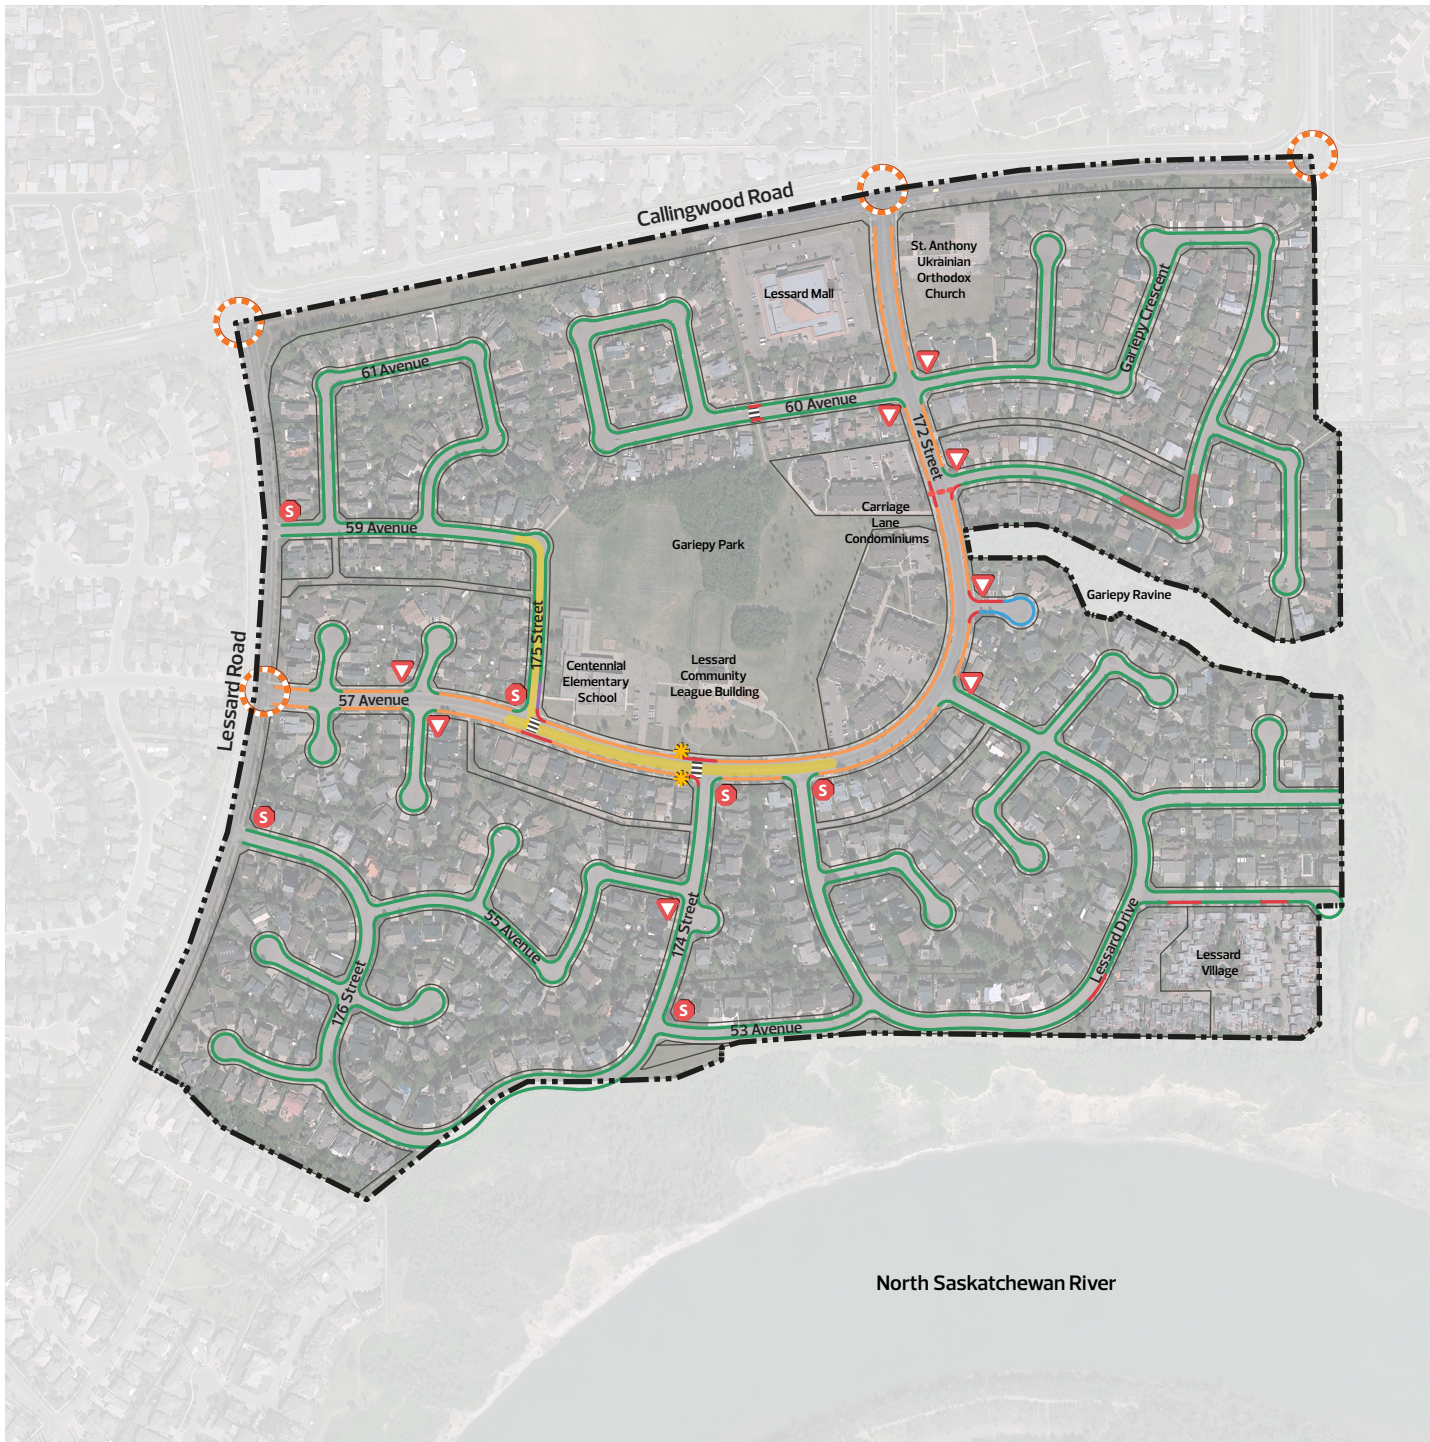 Callingwood Road
St. Anthony
Ukrainian
Orthodox
Church
Lessard Mall
Gariepy Crescent
61 Avenue
60 Avenue
172 Street
S
59 Avenue
Carriage
Lane
Condominiums
Gariepy Park
Gariepy Ravine
175 Street
Lessard Road
Centennial
Elementary
School
Lessard
Community
League Building
S
57 Avenue
S
S
S
55 Avenue
174 Street
176 Street
Lessard Drive
Lessard
Village
S
53 Avenue
North Saskatchewan River